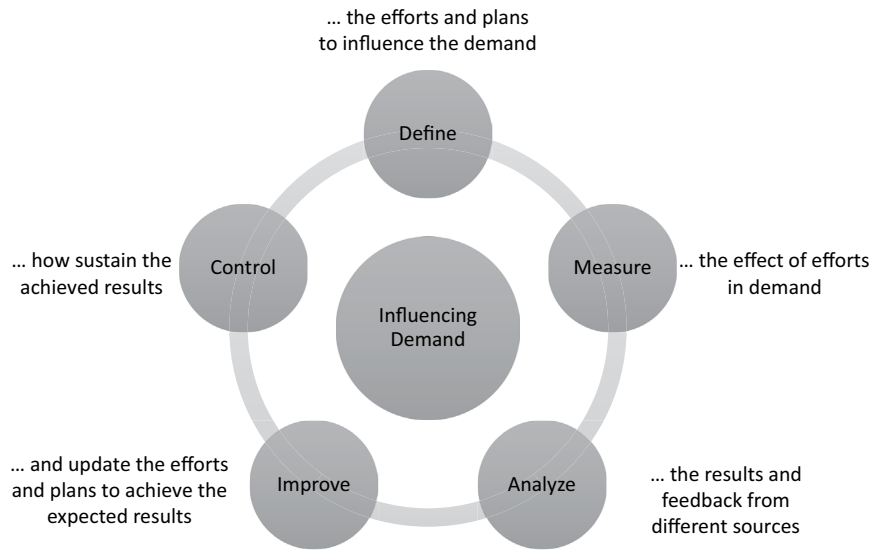 … the efforts and plans
to influence the demand
Define
Measure
… the effect of efforts
in demand
Analyze
… the results and
feedback from
different sources
Improve
… and update the efforts
and plans to achieve the
expected results
Control
… how sustain the
achieved results
Influencing
Demand